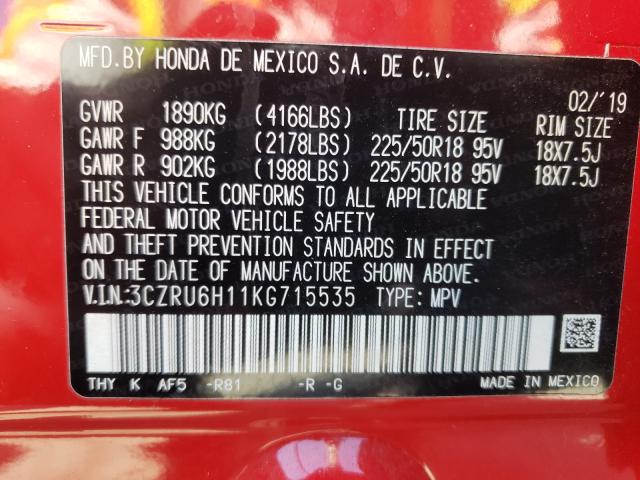 MFD.BY HONDA DE MEXICO S.A. DE C.V.
02/'19
GVWR 1890KG (4166LBS) TIRE SIZE RIM SIZE
GAWR F 988KG (2178LBS) 225/50R18 95V 18X7.5J
GAWR R 902KG (1988LBS) 225/50R18 95V 18X7.5J
THIS VEHICLE CONFORMS TO ALL APPLICABLE
FEDERAL MOTOR VEHICLE SAFETY
AND THEFT PREVENTION STANDARDS IN EFFECT
ON THE DATE OF MANUFACTURE SHOWN ABOVE.
V.I.N.:3CZRU6H11KG715535 TYPE: MPV
THY K AF5 -R81 -R -G MADE IN MEXICO